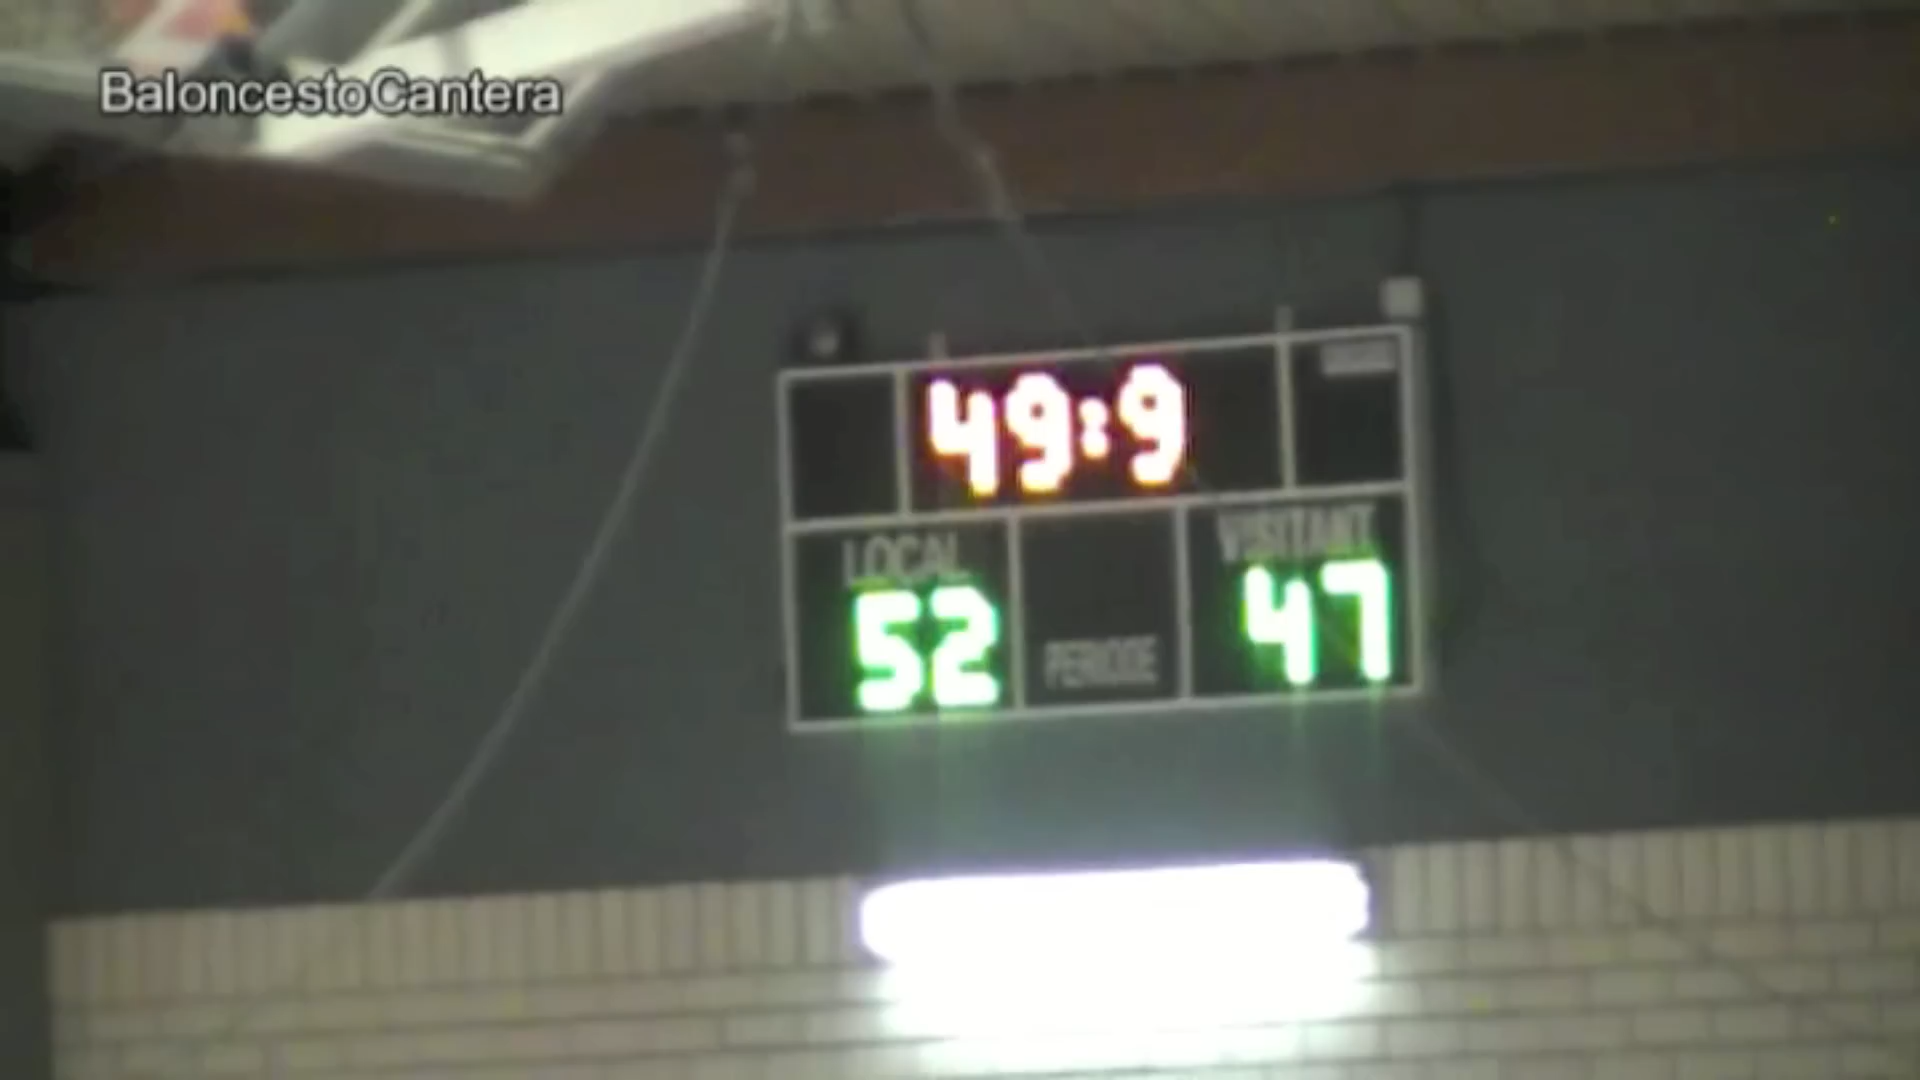 BaloncestoCantera
49:9
LOCAL
VISITANT
52
47
PERIODE